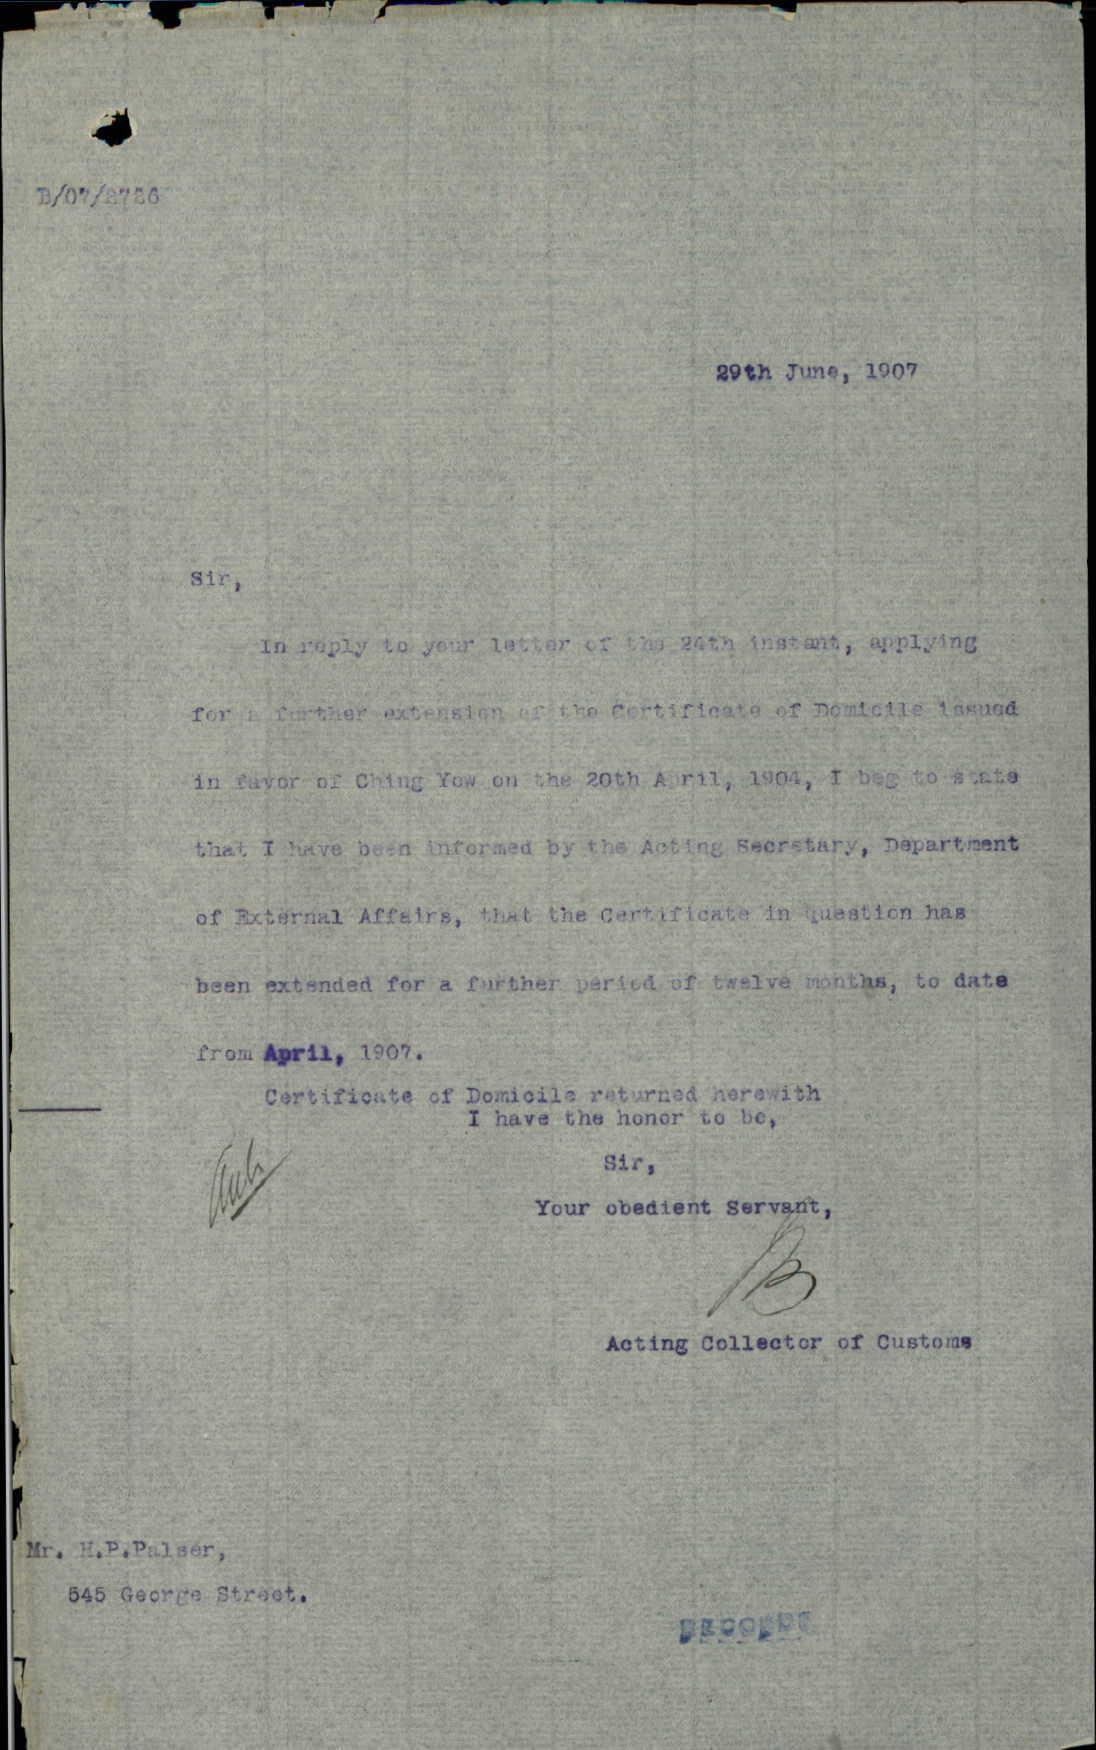 B/07/2726
29th June, 1907
Sir,
In reply to your letter of the 24th instant, applying
for a further extension of the Certificate of Domicile issued
in favor of Ching Yow on the 20th April, 1904, I beg to state
that I have been informed by the Acting Secretary, Department
of External Affairs, that the Certificate in question has
been extended for a further period of twelve months, to date
from April, 1907.
Certificate of Domicile returned herewith
I have the honor to be,
Sir,
Your obedient Servant,
Acting Collector of Customs
Mr. H.P.Palser,
545 George Street.